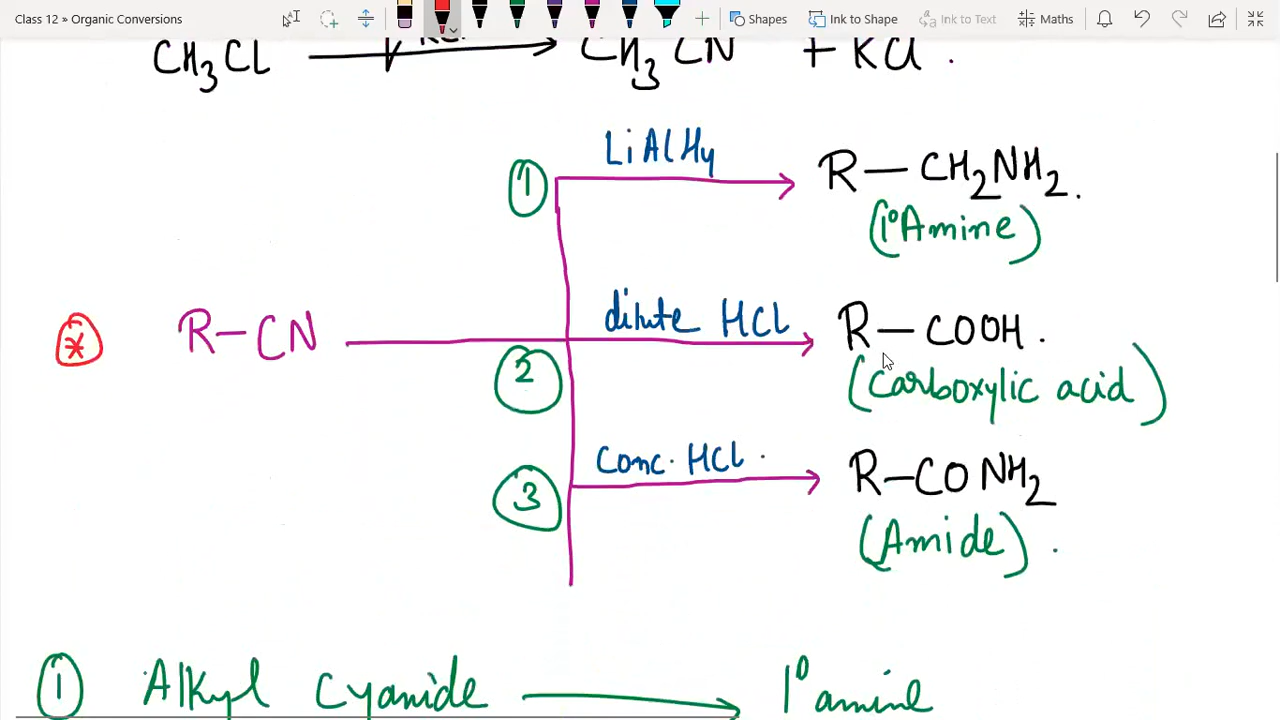 Class 12 » Organic Conversions
Shapes Ink to Shape Ink to Text Maths
CH3Cl → CH3CN + KCl.
LiAlH4
① R—CH2NH2.
(1° Amine)
* R—CN
dilute HCl
② R—COOH.
(Carboxylic acid)
Conc. HCl.
③ R—CONH2
(Amide).
① Alkyl Cyanide → 1° amine